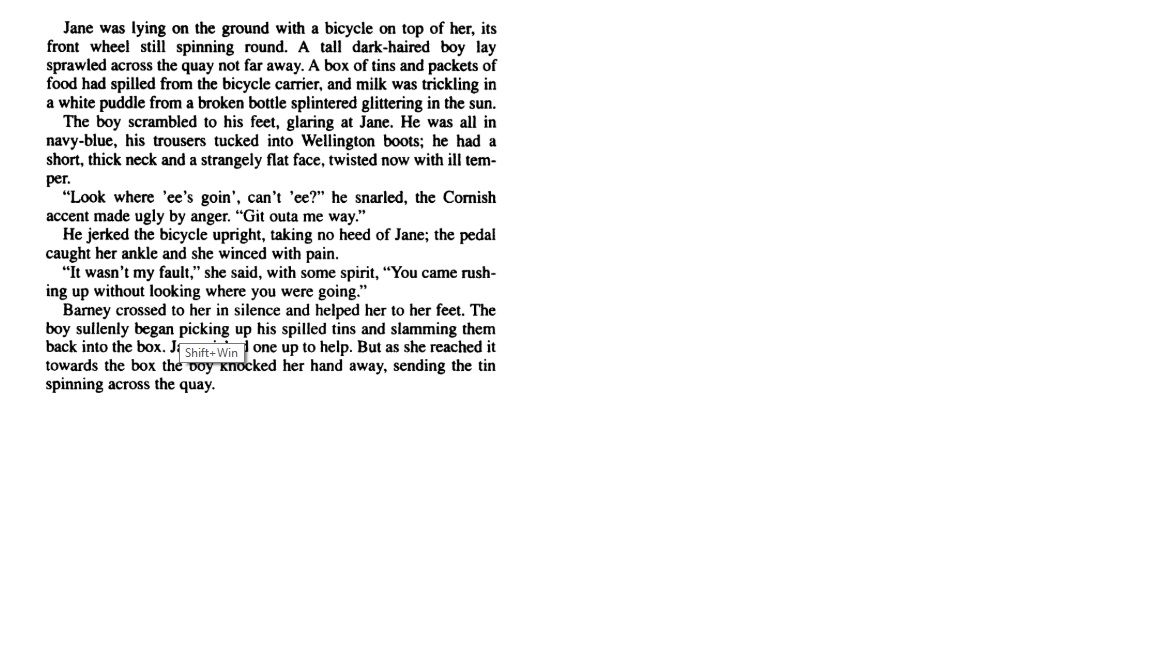 Jane was lying on the ground with a bicycle on top of her, its
front wheel still spinning round. A tall dark-haired boy lay
sprawled across the quay not far away. A box of tins and packets of
food had spilled from the bicycle carrier, and milk was trickling in
a white puddle from a broken bottle splintered glittering in the sun.
The boy scrambled to his feet, glaring at Jane. He was all in
navy-blue, his trousers tucked into Wellington boots; he had a
short, thick neck and a strangely flat face, twisted now with ill tem-
per.
“Look where ’ee’s goin’, can’t ’ee?” he snarled, the Cornish
accent made ugly by anger. “Git outa me way.”
He jerked the bicycle upright, taking no heed of Jane; the pedal
caught her ankle and she winced with pain.
“It wasn’t my fault,” she said, with some spirit, “You came rush-
ing up without looking where you were going.”
Barney crossed to her in silence and helped her to her feet. The
boy sullenly began picking up his spilled tins and slamming them
back into the box. one up to help. But as she reached it
Shift+Win
towards the box the boy knocked her hand away, sending the tin
spinning across the quay.